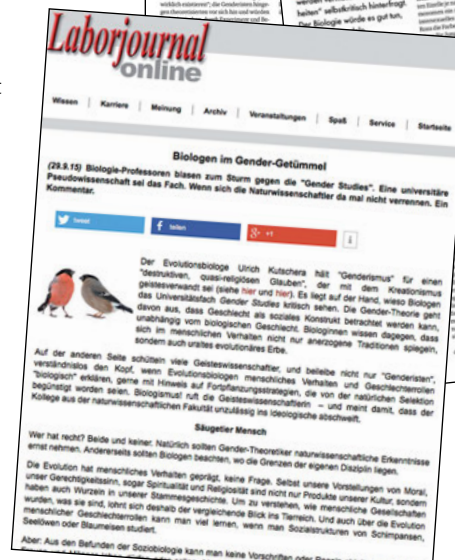 wirklich existieren"; die Genderisten hinge-
heiten" selbstkritisch hinterfragt.
Der Biologie würde es gut tun,
Laborjournal
online
Wissen | Karriere | Meinung | Archiv | Veranstaltungen | Spaß | Service | Startseite
Biologen im Gender-Getümmel
(29.9.15) Biologie-Professoren blasen zum Sturm gegen die "Gender Studies". Eine universitäre
Pseudowissenschaft sei das Fach. Wenn sich die Naturwissenschaftler da mal nicht verrennen. Ein
Kommentar.
tweet
teilen
+1
Der Evolutionsbiologe Ulrich Kutschera hält "Genderismus" für einen
"destruktiven, quasi-religiösen Glauben", der mit dem Kreationismus
geistesverwandt sei (siehe hier und hier). Es liegt auf der Hand, wieso Biologen
das Universitätsfach Gender Studies kritisch sehen. Die Gender-Theorie geht
davon aus, dass Geschlecht als soziales Konstrukt betrachtet werden kann,
unabhängig vom biologischen Geschlecht. Biologinnen wissen dagegen, dass
sich im menschlichen Verhalten nicht nur anerzogene Traditionen spiegeln,
sondern auch uraltes evolutionäres Erbe.
Auf der anderen Seite schütteln viele Geisteswissenschaftler, und beileibe nicht nur "Genderisten",
verständnislos den Kopf, wenn Evolutionsbiologen menschliches Verhalten und Geschlechterrollen
"biologisch" erklären, gerne mit Hinweis auf Fortpflanzungsstrategien, die von der natürlichen Selektion
begünstigt worden seien. Biologismus! ruft die Geisteswissenschaftlerin – und meint damit, dass der
Kollege aus der naturwissenschaftlichen Fakultät unzulässig ins Ideologische abschweift.
Säugetier Mensch
Wer hat recht? Beide und keiner. Natürlich sollten Gender-Theoretiker naturwissenschaftliche Erkenntnisse
ernst nehmen. Andererseits sollten Biologen beachten, wo die Grenzen der eigenen Disziplin liegen.
Die Evolution hat menschliches Verhalten geprägt, keine Frage. Selbst unsere Vorstellungen von Moral,
unser Gerechtigkeitssinn, sogar Spiritualität und Religiosität sind nicht nur Produkte unserer Kultur, sondern
haben auch Wurzeln in unserer Stammesgeschichte. Um zu verstehen, wie menschliche Gesellschaften
wurden, was sie sind, lohnt sich deshalb der vergleichende Blick ins Tierreich. Und auch über die Evolution
menschlicher Geschlechterrollen kann man viel lernen, wenn man Sozialstrukturen von Schimpansen,
Seelöwen oder Blaumeisen studiert.
Aber: Aus den Befunden der Soziobiologie kann man keine Vorschriften oder